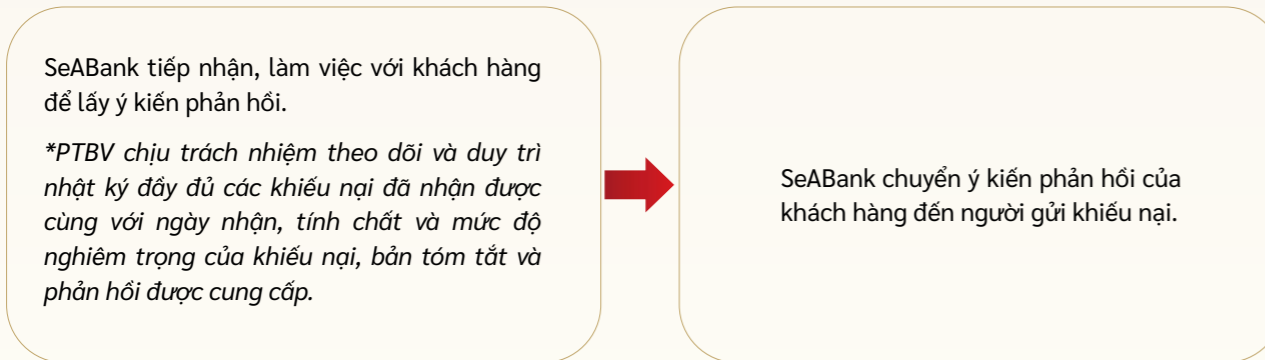 SeABank tiếp nhận, làm việc với khách hàng
để lấy ý kiến phản hồi.
*PTBV chịu trách nhiệm theo dõi và duy trì
nhật ký đầy đủ các khiếu nại đã nhận được
cùng với ngày nhận, tính chất và mức độ
nghiêm trọng của khiếu nại, bản tóm tắt và
phản hồi được cung cấp.
SeABank chuyển ý kiến phản hồi của
khách hàng đến người gửi khiếu nại.